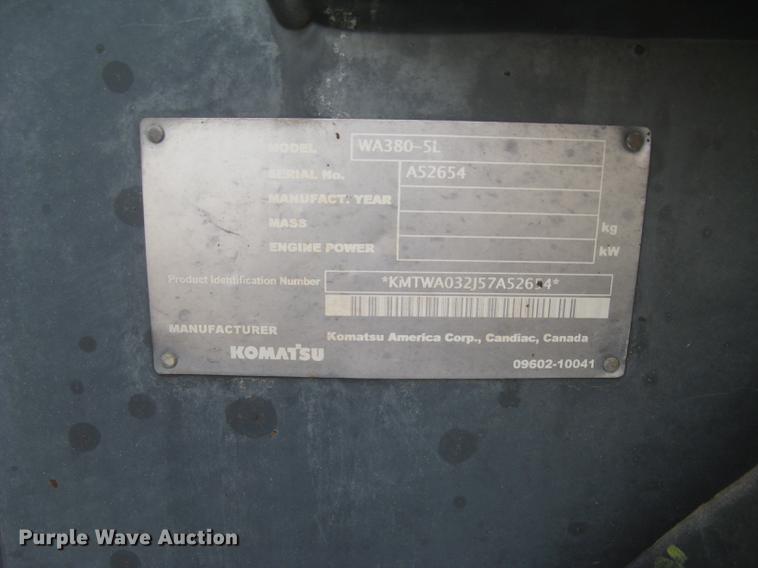 MODEL WA380-5L
SERIAL No. A52654
MANUFACT. YEAR
MASS kg
ENGINE POWER kW
Product Identification Number *KMTWA032J57A52654*
MANUFACTURER Komatsu America Corp., Candiac, Canada
KOMATSU
09602-10041
Purple Wave Auction